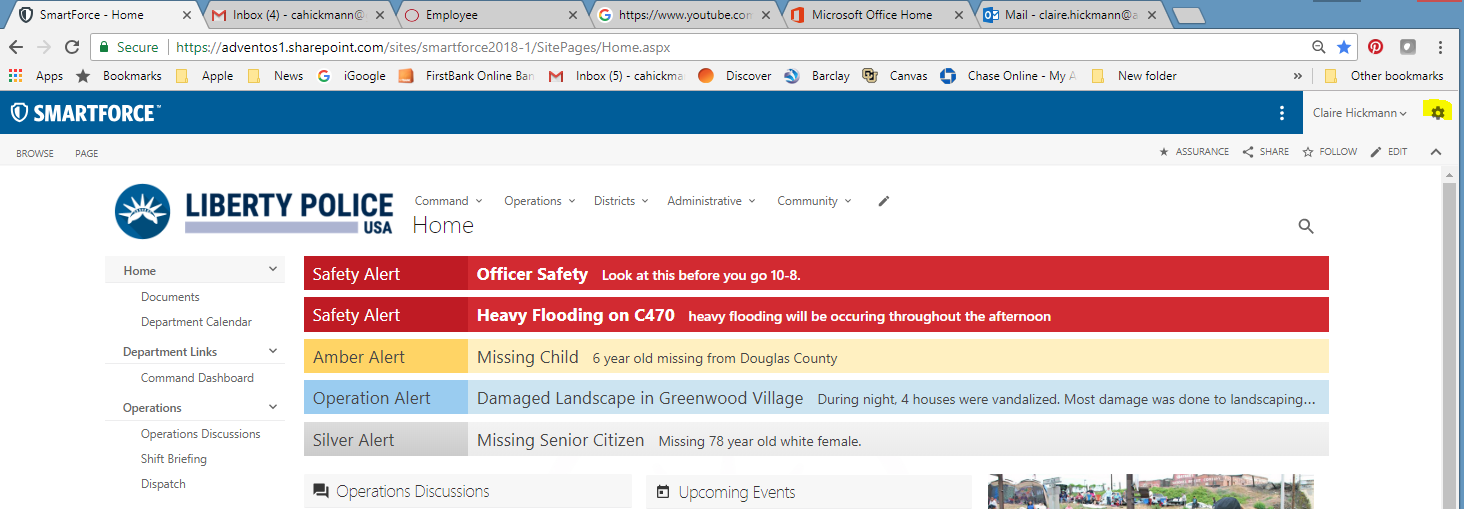 SmartForce - Home
Inbox (4) - cahickmann@
Employee
https://www.youtube.con
Microsoft Office Home
Mail - claire.hickmann@a
Secure
https://adventos1.sharepoint.com/sites/smartforce2018-1/SitePages/Home.aspx
Apps
Bookmarks
Apple
News
iGoogle
FirstBank Online Ban
Inbox (5) - cahickma
Discover
Barclay
Canvas
Chase Online - My A
New folder
»
Other bookmarks
SMARTFORCE™
Claire Hickmann
BROWSE
PAGE
ASSURANCE
SHARE
FOLLOW
EDIT
LIBERTY POLICE
USA
Command
Operations
Districts
Administrative
Community
Home
Home
Documents
Department Calendar
Department Links
Command Dashboard
Operations
Operations Discussions
Shift Briefing
Dispatch
Safety Alert Officer Safety Look at this before you go 10-8.
Safety Alert Heavy Flooding on C470 heavy flooding will be occuring throughout the afternoon
Amber Alert Missing Child 6 year old missing from Douglas County
Operation Alert Damaged Landscape in Greenwood Village During night, 4 houses were vandalized. Most damage was done to landscaping...
Silver Alert Missing Senior Citizen Missing 78 year old white female.
Operations Discussions
Upcoming Events